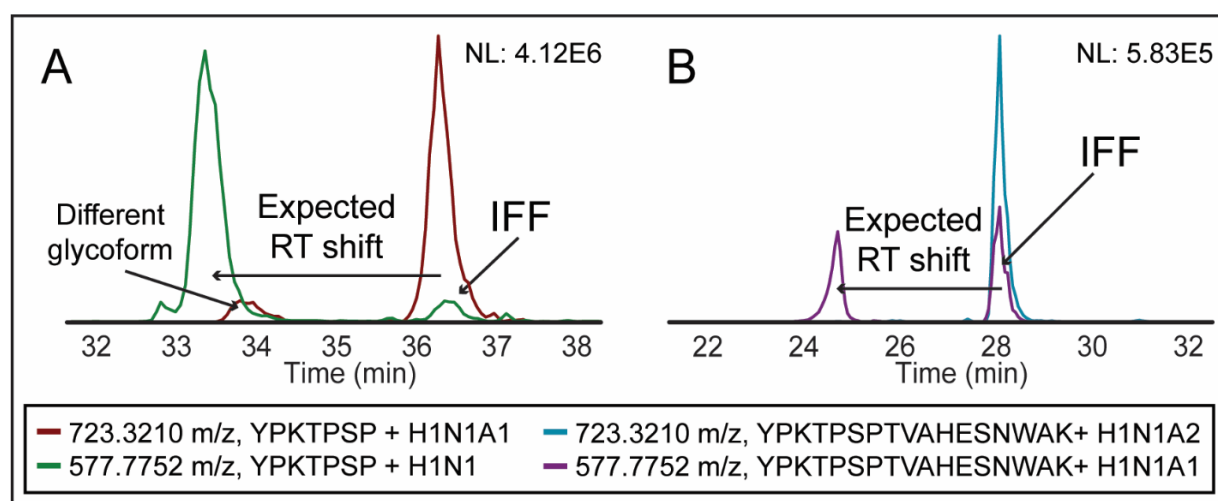 A
NL: 4.12E6
Different
glycoform
Expected
RT shift
IFF
32 33 34 35 36 37 38
Time (min)
B
NL: 5.83E5
IFF
Expected
RT shift
22 24 26 28 30 32
Time (min)
723.3210 m/z, YPKTPSP + H1N1A1
577.7752 m/z, YPKTPSP + H1N1
723.3210 m/z, YPKTPSPTVAHESNWAK+ H1N1A2
577.7752 m/z, YPKTPSPTVAHESNWAK+ H1N1A1